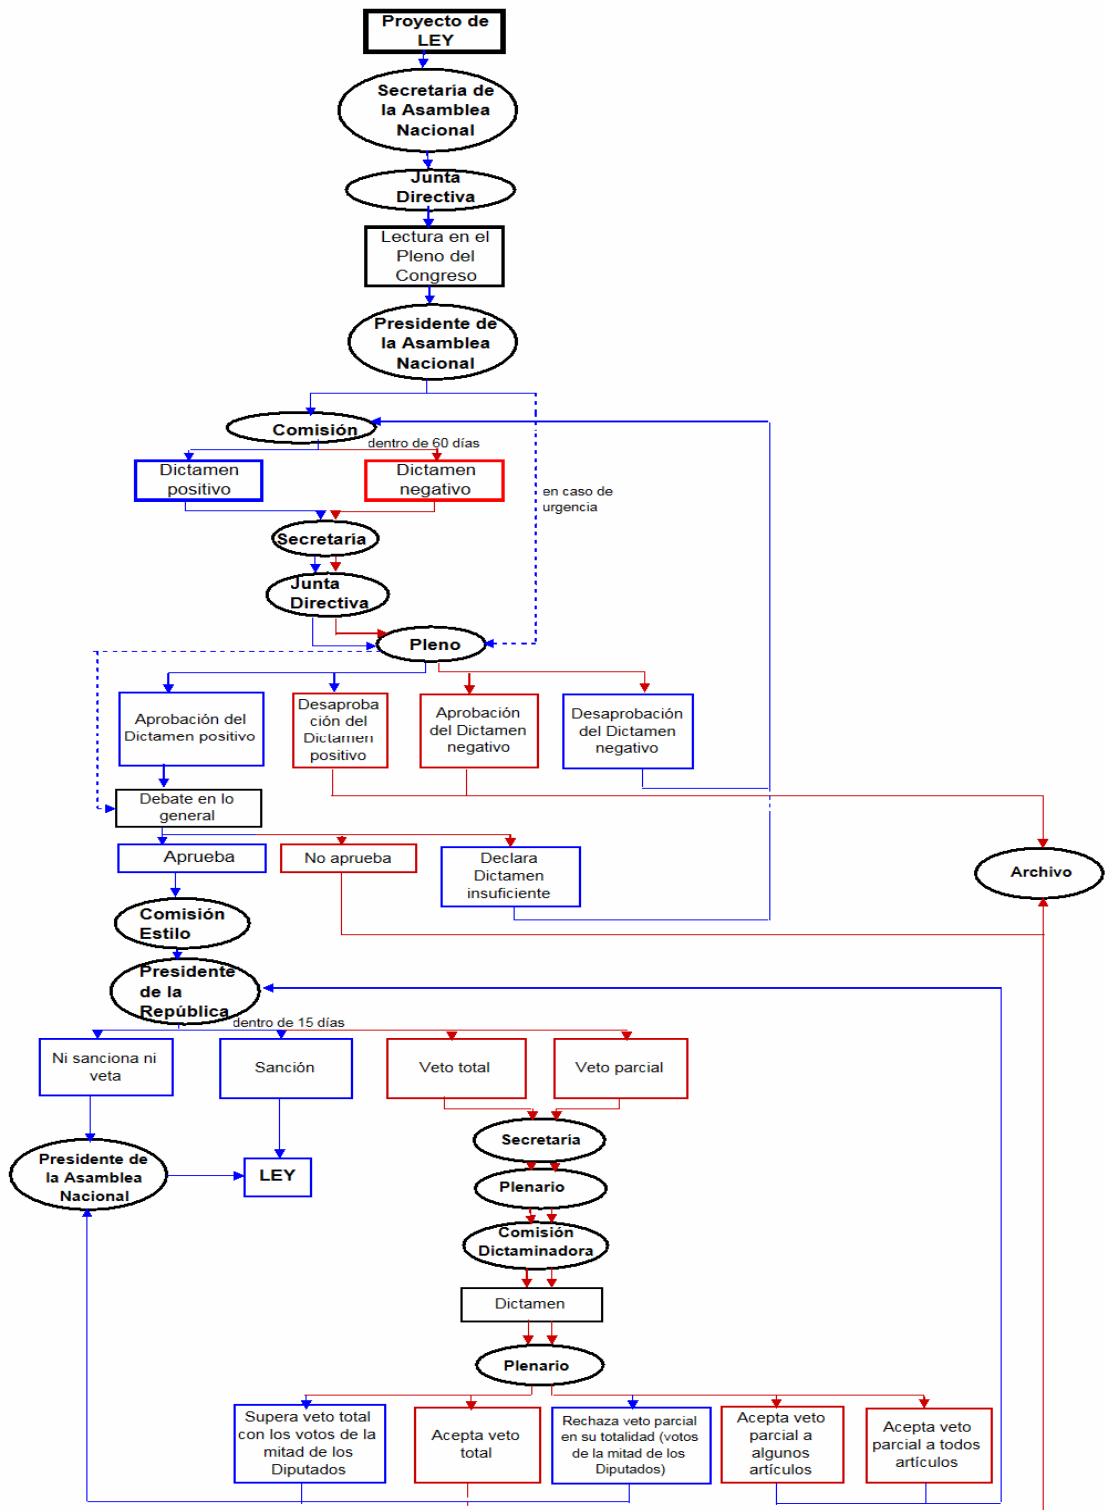 Proyecto de
LEY
Secretaría de
la Asamblea
Nacional
Junta
Directiva
Lectura en el
Pleno del
Congreso
Presidente de
la Asamblea
Nacional
Comisión
dentro de 60 días
Dictamen
positivo
Dictamen
negativo
en caso de
urgencia
Secretaría
Junta
Directiva
Pleno
Aprobación del
Dictamen positivo
Desaproba
ción del
Dictamen
positivo
Aprobación
del Dictamen
negativo
Desaprobación
del Dictamen
negativo
Debate en lo
general
Aprueba
No aprueba
Declara
Dictamen
insuficiente
Archivo
Comisión
Estilo
Presidente
de la
República
dentro de 15 días
Ni sanciona ni
veta
Sanción
Veto total
Veto parcial
Secretaría
Presidente de
la Asamblea
Nacional
LEY
Plenario
Comisión
Dictaminadora
Dictamen
Plenario
Supera veto total
con los votos de la
mitad de los
Diputados
Acepta veto
total
Rechaza veto parcial
en su totalidad (votos
de la mitad de los
Diputados)
Acepta veto
parcial a
algunos
artículos
Acepta veto
parcial a todos
artículos